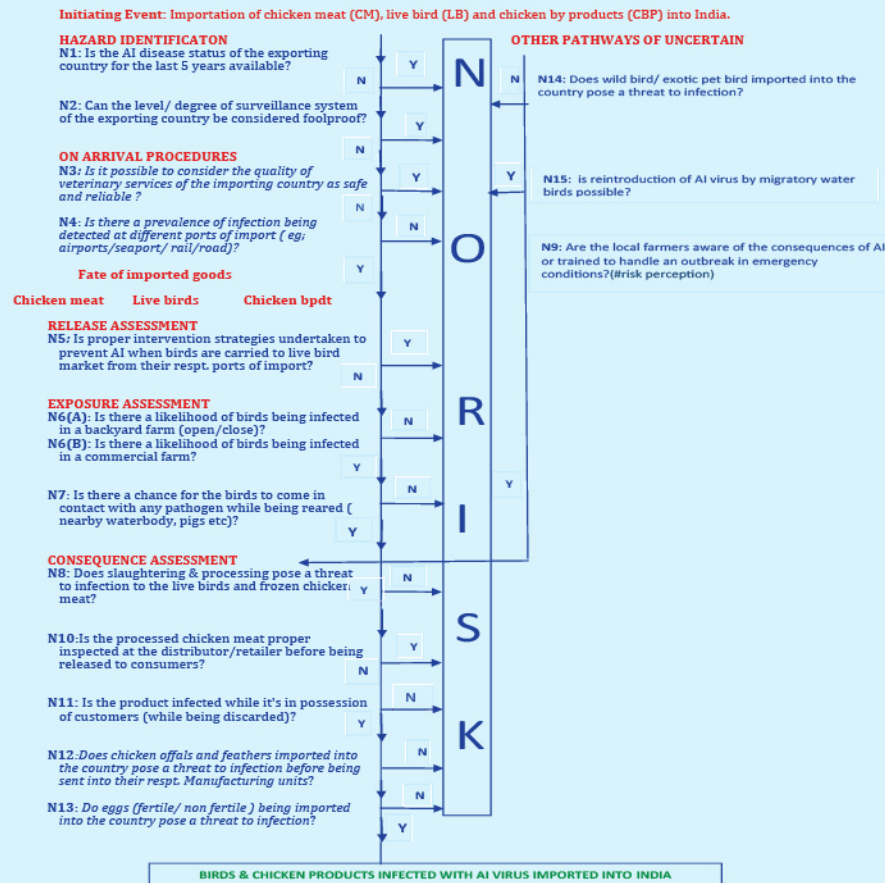 Initiating Event: Importation of chicken meat (CM), live bird (LB) and chicken by products (CBP) into India.
HAZARD IDENTIFICATON
N1: Is the AI disease status of the exporting
country for the last 5 years available?
Y
N
N2: Can the level/ degree of surveillance system
of the exporting country be considered foolproof?
Y
N
ON ARRIVAL PROCEDURES
N3: Is it possible to consider the quality of
veterinary services of the importing country as safe
and reliable ?
Y
N
N4: Is there a prevalence of infection being
detected at different ports of import ( eg;
airports/seaport/ rail/road)?
N
Y
Fate of imported goods
Chicken meat Live birds Chicken bpdt
RELEASE ASSESSMENT
N5: Is proper intervention strategies undertaken to
prevent AI when birds are carried to live bird
market from their respt. ports of import?
Y
N
EXPOSURE ASSESSMENT
N6(A): Is there a likelihood of birds being infected
in a backyard farm (open/close)?
N6(B): Is there a likelihood of birds being infected
in a commercial farm?
N
Y
N7: Is there a chance for the birds to come in
contact with any pathogen while being reared (
nearby waterbody, pigs etc)?
N
Y
CONSEQUENCE ASSESSMENT
N8: Does slaughtering & processing pose a threat
to infection to the live birds and frozen chicken
meat?
N
Y
N10:Is the processed chicken meat proper
inspected at the distributor/retailer before being
released to consumers?
Y
N
N11: Is the product infected while it's in possession
of customers (while being discarded)?
N
Y
N12:Does chicken offals and feathers imported into
the country pose a threat to infection before being
sent into their respt. Manufacturing units?
N
N13: Do eggs (fertile/ non fertile ) being imported
into the country pose a threat to infection?
N
Y
N
O
R
I
S
K
OTHER PATHWAYS OF UNCERTAIN
N
N14: Does wild bird/ exotic pet bird imported into the
country pose a threat to infection?
Y
N15: is reintroduction of AI virus by migratory water
birds possible?
N9: Are the local farmers aware of the consequences of AI
or trained to handle an outbreak in emergency
conditions?(#risk perception)
Y
BIRDS & CHICKEN PRODUCTS INFECTED WITH AI VIRUS IMPORTED INTO INDIA